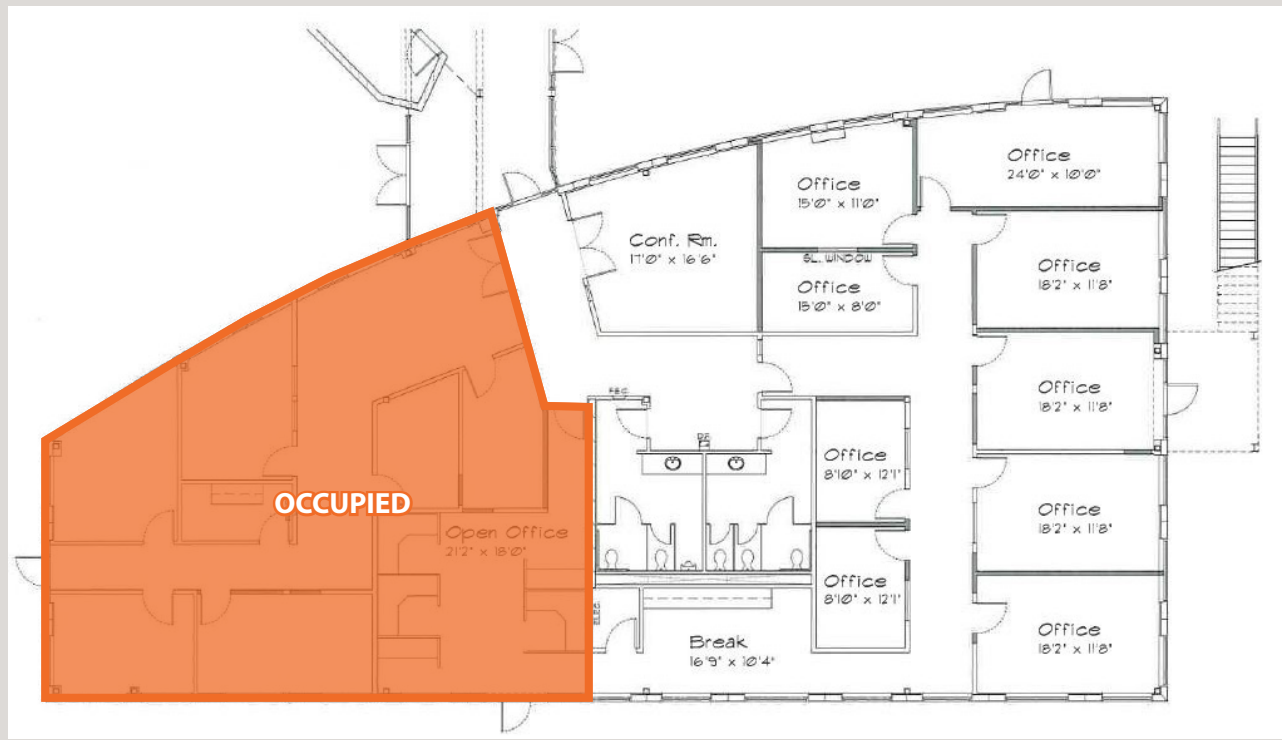 Office
24'0" x 10'0"
Office
15'0" x 11'0"
Conf. Rm.
17'0" x 16'6"
SL. WINDOW
Office
15'0" x 8'0"
Office
18'2" x 11'8"
Office
18'2" x 11'8"
FEC
DF
Office
8'10" x 12'1"
OCCUPIED
Open Office
21'2" x 18'0"
Office
18'2" x 11'8"
Office
8'10" x 12'1"
Break
16'9" x 10'4"
Office
18'2" x 11'8"